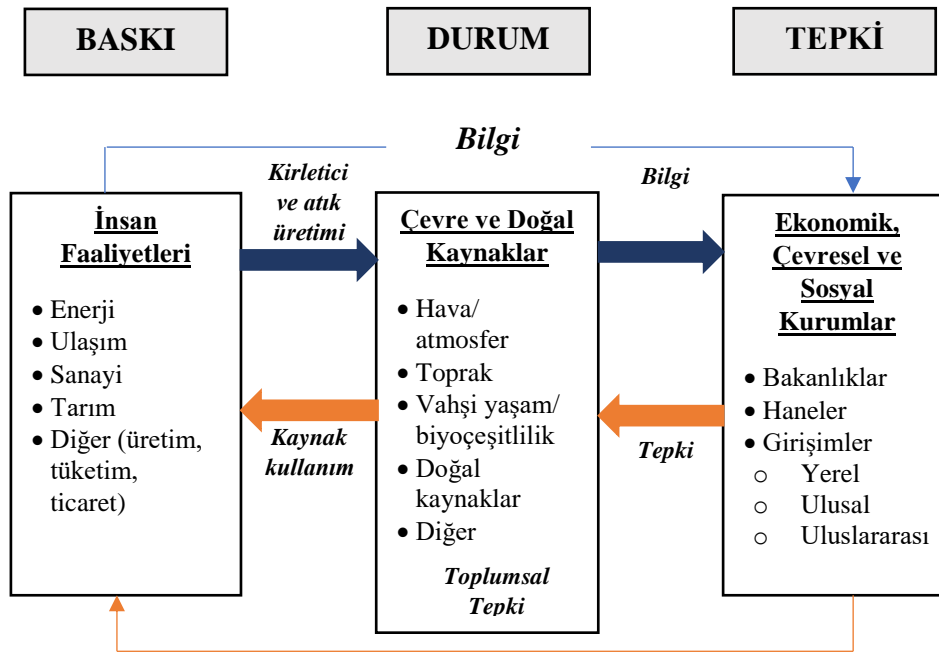 BASKI
DURUM
TEPKİ
Bilgi
Kirletici
ve atık
üretimi
Bilgi
İnsan
Faaliyetleri
• Enerji
• Ulaşım
• Sanayi
• Tarım
• Diğer (üretim,
tüketim,
ticaret)
Kaynak
kullanım
Çevre ve Doğal
Kaynaklar
• Hava/
atmosfer
• Toprak
• Vahşi yaşam/
biyoçeşitlilik
• Doğal
kaynaklar
• Diğer
Toplumsal
Tepki
Tepki
Ekonomik,
Çevresel ve
Sosyal
Kurumlar
• Bakanlıklar
• Haneler
• Girişimler
o Yerel
o Ulusal
o Uluslararası